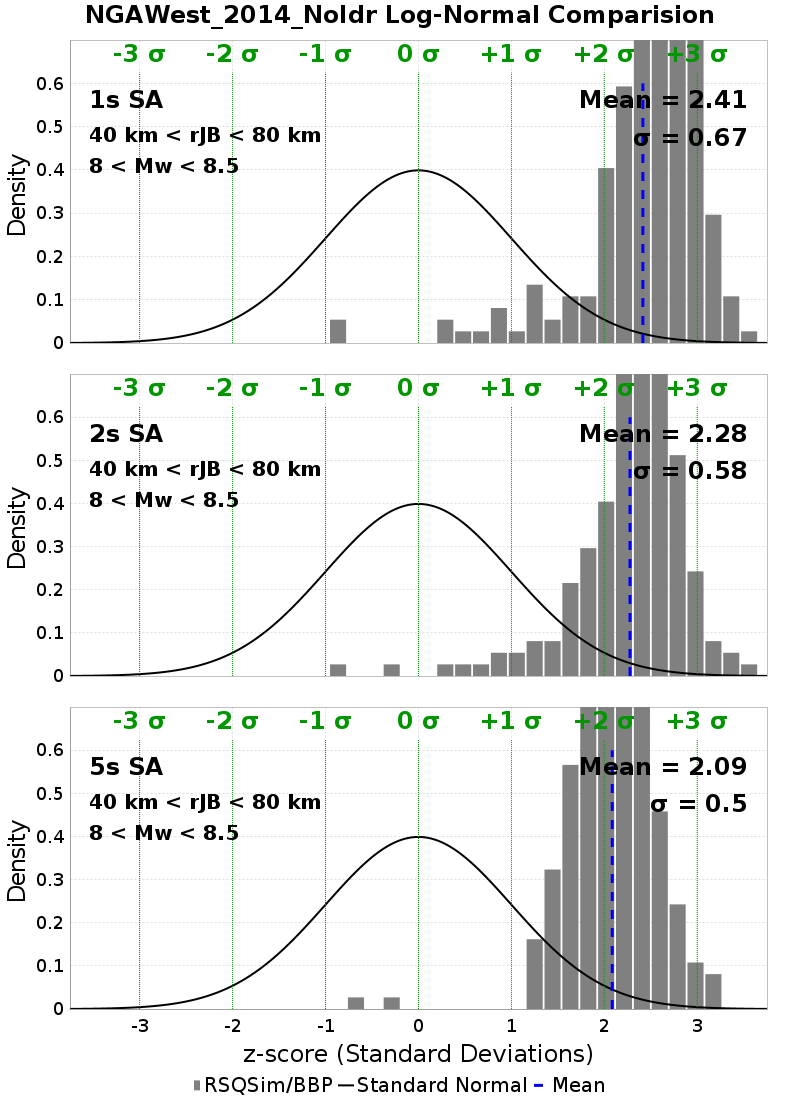 NGAWest_2014_NoIdr Log-Normal Comparision
-3 σ -2 σ -1 σ 0 σ +1 σ +2 σ +3 σ
1s SA
Mean = 2.41
40 km < rJB < 80 km
σ = 0.67
8 < Mw < 8.5
Density
0.6
0.5
0.4
0.3
0.2
0.1
0
-3 σ -2 σ -1 σ 0 σ +1 σ +2 σ +3 σ
2s SA
Mean = 2.28
40 km < rJB < 80 km
σ = 0.58
8 < Mw < 8.5
Density
0.6
0.5
0.4
0.3
0.2
0.1
0
-3 σ -2 σ -1 σ 0 σ +1 σ +2 σ +3 σ
5s SA
Mean = 2.09
40 km < rJB < 80 km
σ = 0.5
8 < Mw < 8.5
Density
0.6
0.5
0.4
0.3
0.2
0.1
0
-3 -2 -1 0 1 2 3
z-score (Standard Deviations)
RSQSim/BBP Standard Normal Mean